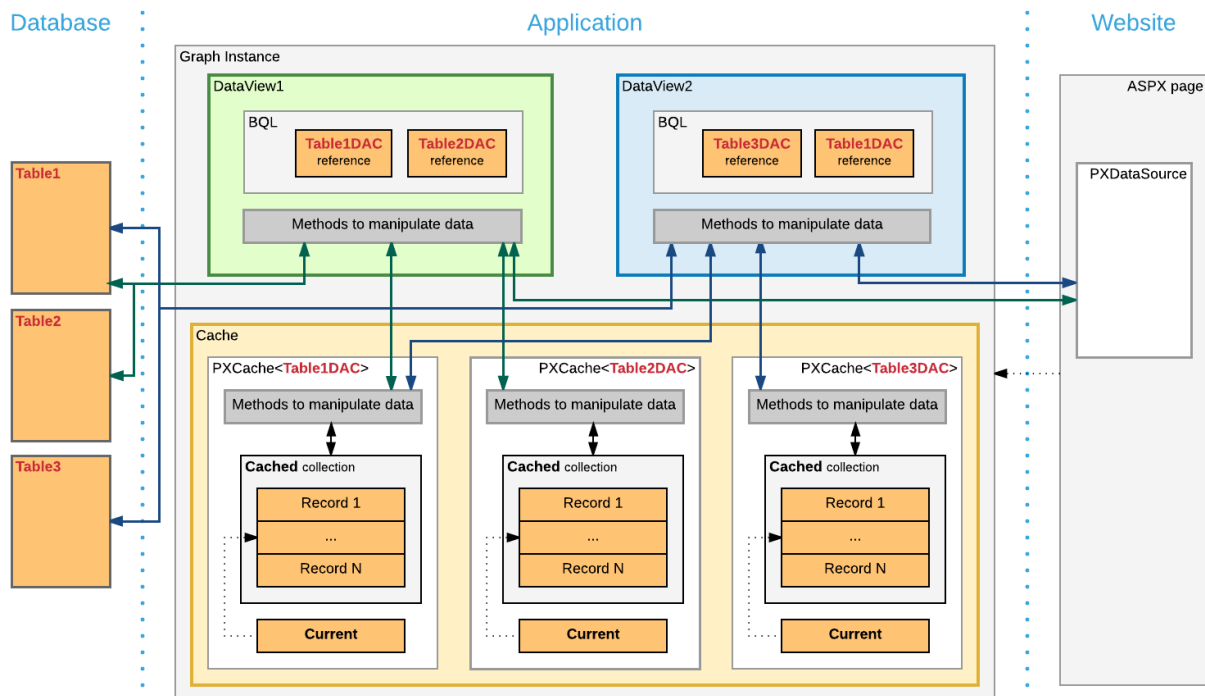 Database
Application
Website
Graph Instance
DataView1
BQL
Table1DAC
reference
Table2DAC
reference
Methods to manipulate data
DataView2
BQL
Table3DAC
reference
Table1DAC
reference
Methods to manipulate data
ASPX page
PXDataSource
Table1
Table2
Table3
Cache
PXCache<Table1DAC>
Methods to manipulate data
Cached collection
Record 1
...
Record N
Current
PXCache<Table2DAC>
Methods to manipulate data
Cached collection
Record 1
...
Record N
Current
PXCache<Table3DAC>
Methods to manipulate data
Cached collection
Record 1
...
Record N
Current